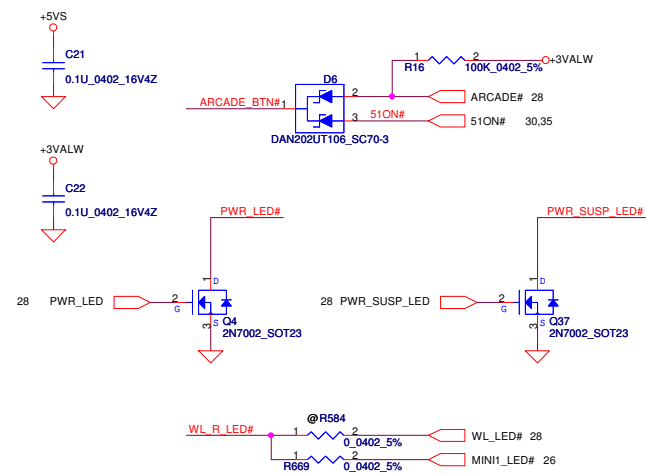 +5VS
C21
0.1U_0402_16V4Z
1
R16
2
100K_0402_5%
+3VALW
D6
ARCADE_BTN#
1
2
ARCADE# 28
51ON#
3
51ON# 30,35
DAN202UT106_SC70-3
+3VALW
C22
0.1U_0402_16V4Z
PWR_LED#
PWR_SUSP_LED#
1
D
28 PWR_LED
2
G
3
S
Q4
2N7002_SOT23
1
D
28 PWR_SUSP_LED
2
G
3
S
Q37
2N7002_SOT23
@R584
WL_R_LED#
1
2
0_0402_5%
WL_LED# 28
1
R669
2
0_0402_5%
MINI1_LED# 26